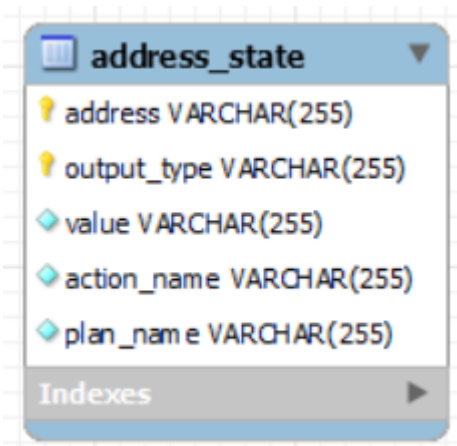 address_state
address VARCHAR(255)
output_type VARCHAR(255)
value VARCHAR(255)
action_name VARCHAR(255)
plan_name VARCHAR(255)
Indexes